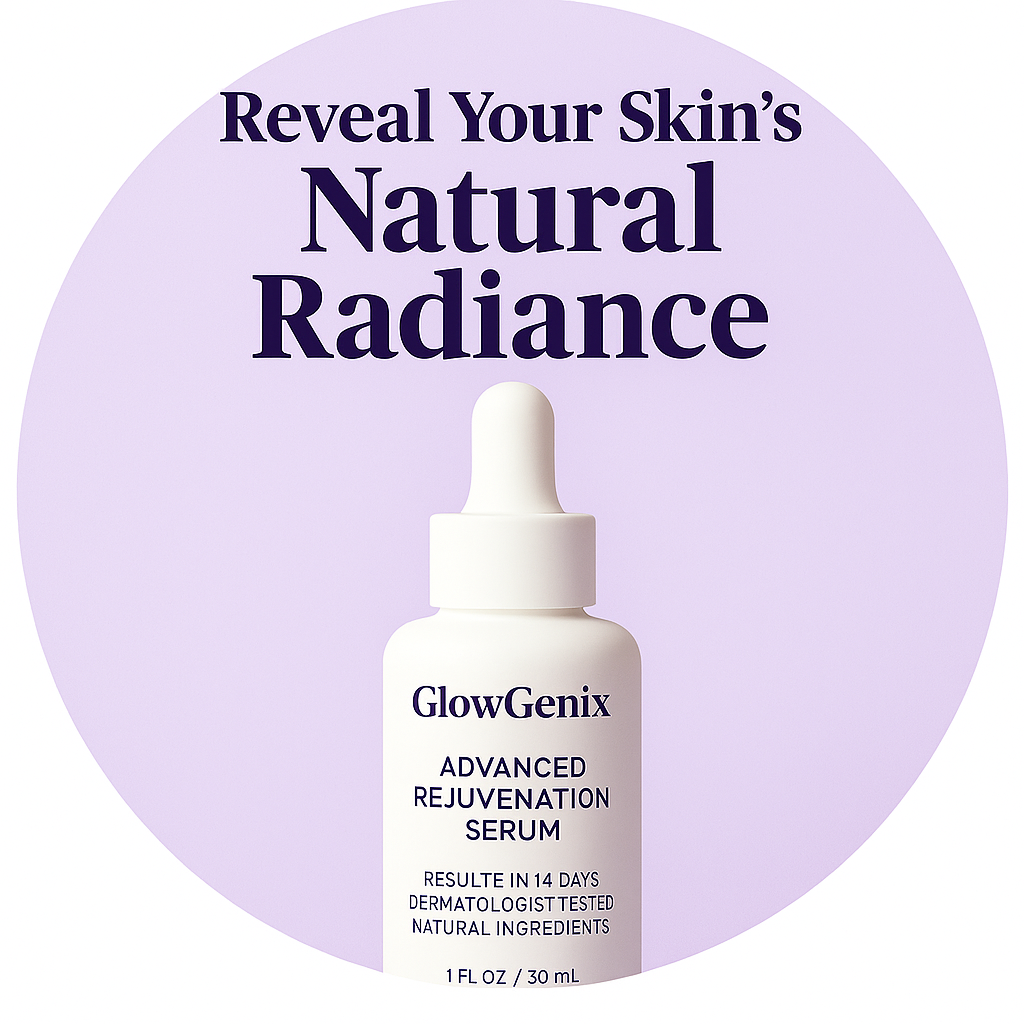 Reveal Your Skin’s
Natural
Radiance
GlowGenix
ADVANCED
REJUVENATION
SERUM
RESULTE IN 14 DAYS
DERMATOLOGIST TESTED
NATURAL INGREDIENTS
1 FL OZ / 30 mL